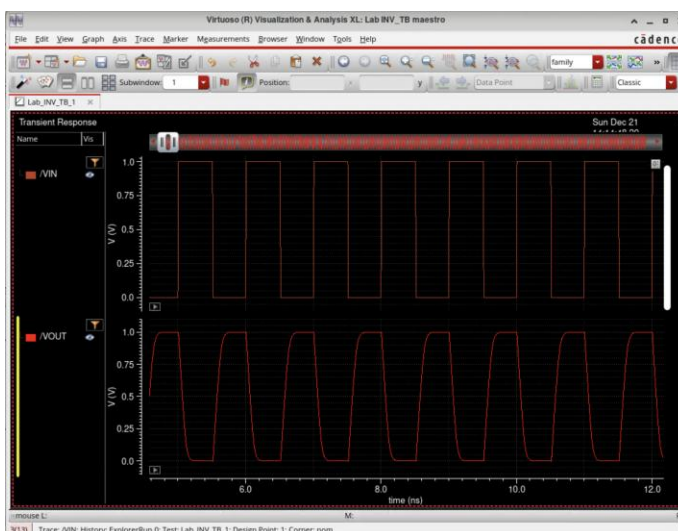 Virtuoso (R) Visualization & Analysis XL: Lab INV_TB maestro
File Edit View Graph Axis Trace Marker Measurements Browser Window Tools Help
cādenc
family
Subwindow: 1 Position: x y Data Point Classic
Lab_INV_TB_1
Transient Response Sun Dec 21
Name Vis
/VIN
1.0
0.75
0.5
0.25
0.0
V (V)
/VOUT
1.0
0.75
0.5
0.25
0.0
V (V)
6.0 8.0 10.0 12.0
time (ns)
mouse L: M:
3(13) Trace: /VIN; History: ExplorerRun.0; Test: Lab_INV_TB_1; Design Point: 1; Corner: nom